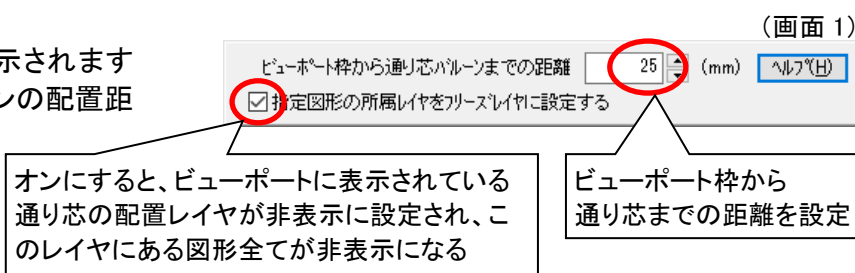 (画面 1)
示されます
ンの配置距
ビューポート枠から通り芯バルーンまでの距離 25 (mm) ヘルプ(H)
指定図形の所属レイヤをフリーズレイヤに設定する
オンにすると、ビューポートに表示されている
通り芯の配置レイヤが非表示に設定され、こ
のレイヤにある図形全てが非表示になる
ビューポート枠から
通り芯までの距離を設定